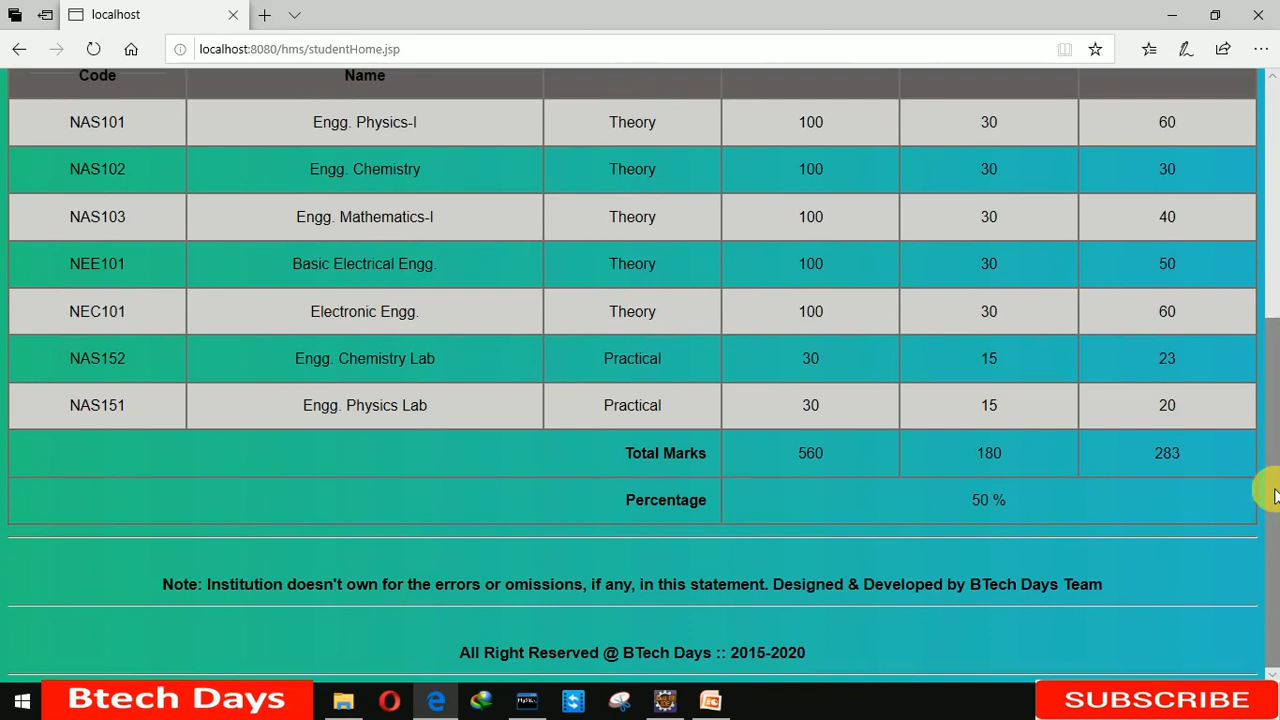 localhost
localhost:8080/hms/studentHome.jsp
Code Name
NAS101 Engg. Physics-I Theory 100 30 60
NAS102 Engg. Chemistry Theory 100 30 30
NAS103 Engg. Mathematics-I Theory 100 30 40
NEE101 Basic Electrical Engg. Theory 100 30 50
NEC101 Electronic Engg. Theory 100 30 60
NAS152 Engg. Chemistry Lab Practical 30 15 23
NAS151 Engg. Physics Lab Practical 30 15 20
Total Marks 560 180 283
Percentage 50 %
Note: Institution doesn't own for the errors or omissions, if any, in this statement. Designed & Developed by BTech Days Team
All Right Reserved @ BTech Days :: 2015-2020
Btech Days SUBSCRIBE